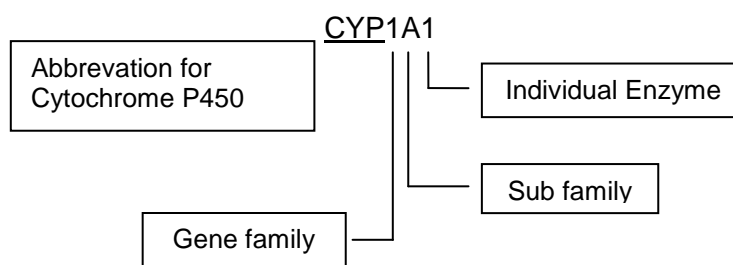 CYP1A1
Abbrevation for
Cytochrome P450
Individual Enzyme
Sub family
Gene family